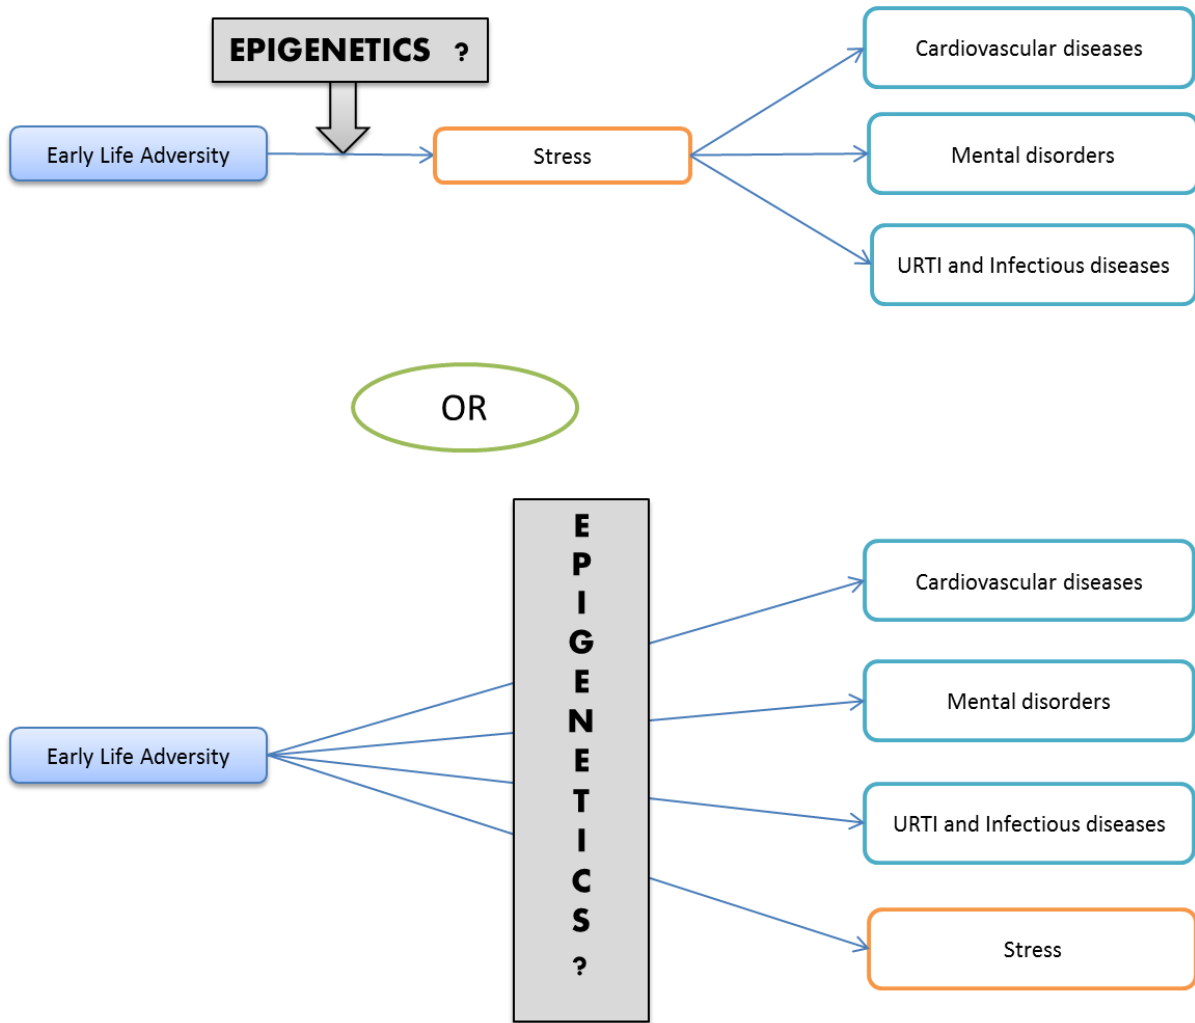 EPIGENETICS ?
Early Life Adversity
Stress
Cardiovascular diseases
Mental disorders
URTI and Infectious diseases
OR
Early Life Adversity
E
P
I
G
E
N
E
T
I
C
S
?
Cardiovascular diseases
Mental disorders
URTI and Infectious diseases
Stress